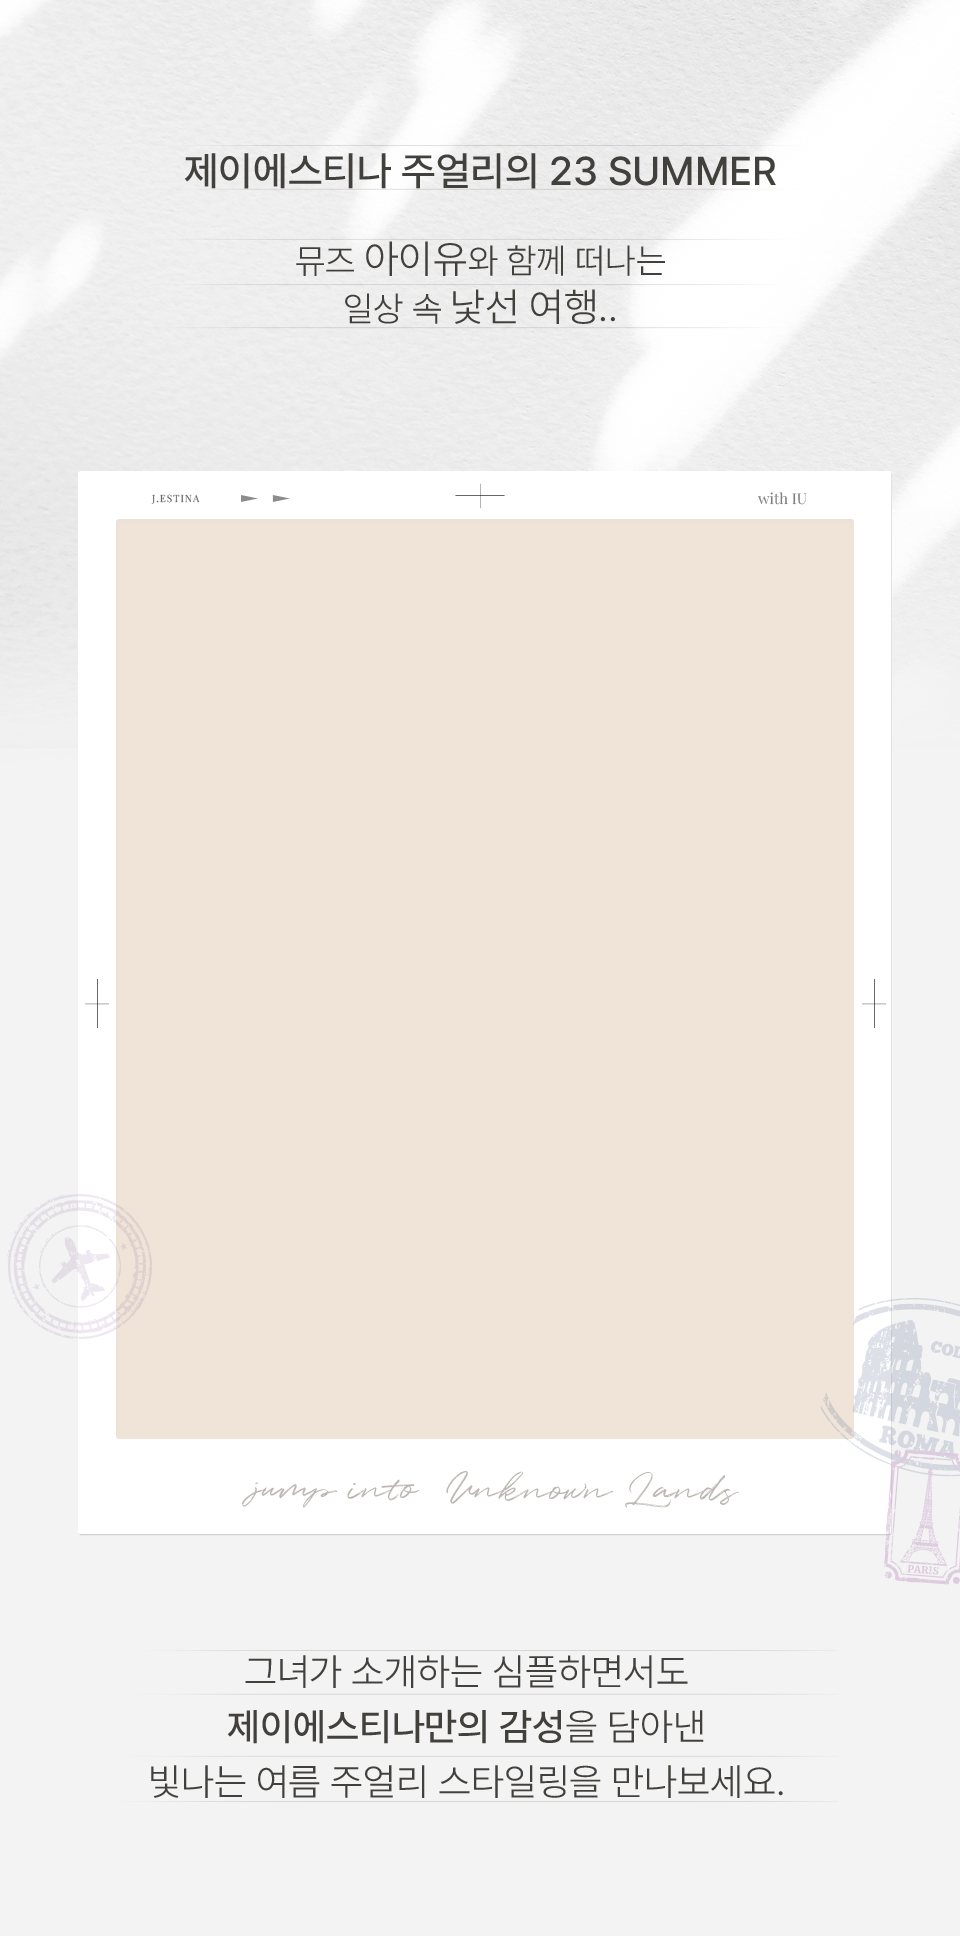 제이에스티나 주얼리의 23 SUMMER
뮤즈 아이유와 함께 떠나는
일상 속 낯선 여행..
J.ESTINA
with IU
ROMA
PARIS
jump into Unknown Lands
그녀가 소개하는 심플하면서도
제이에스티나만의 감성을 담아낸
빛나는 여름 주얼리 스타일링을 만나보세요.